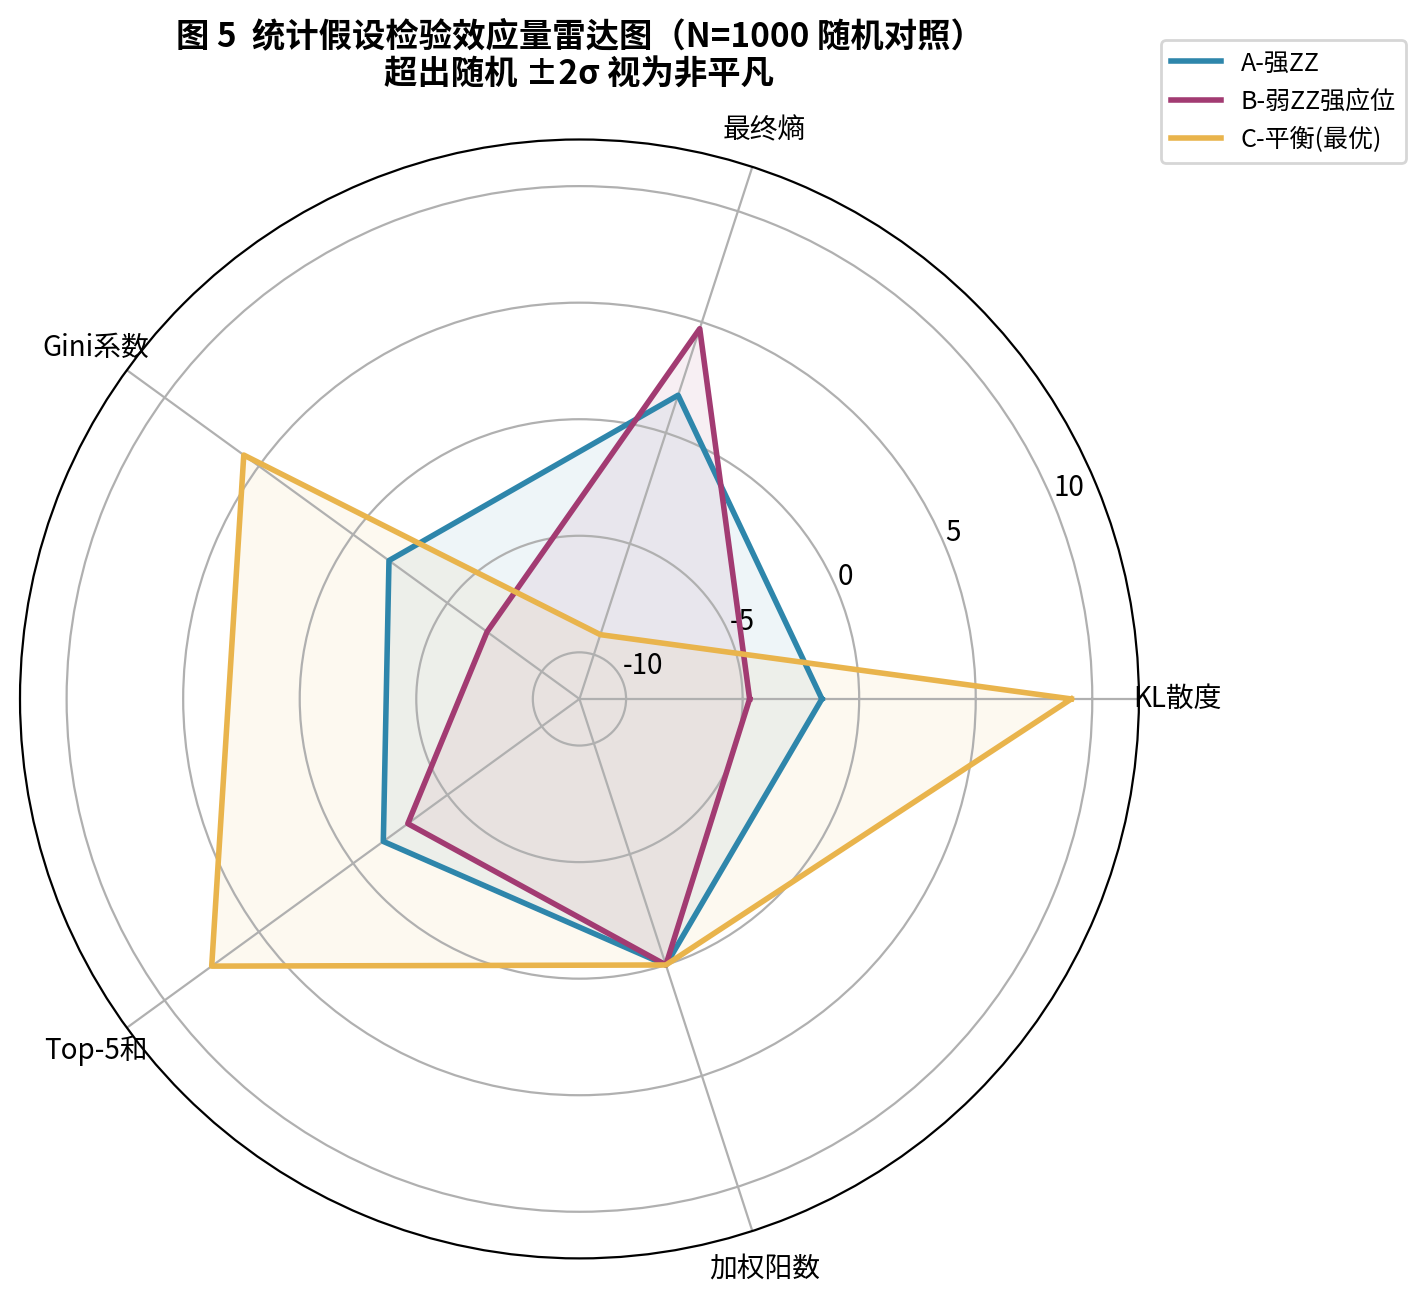 图 5  统计假设检验效应量雷达图（N=1000 随机对照）
超出随机 ±2σ 视为非平凡
A-强ZZ
B-弱ZZ强应位
C-平衡(最优)
最终熵
Gini系数
10
5
0
-5
-10
KL散度
Top-5和
加权阳数